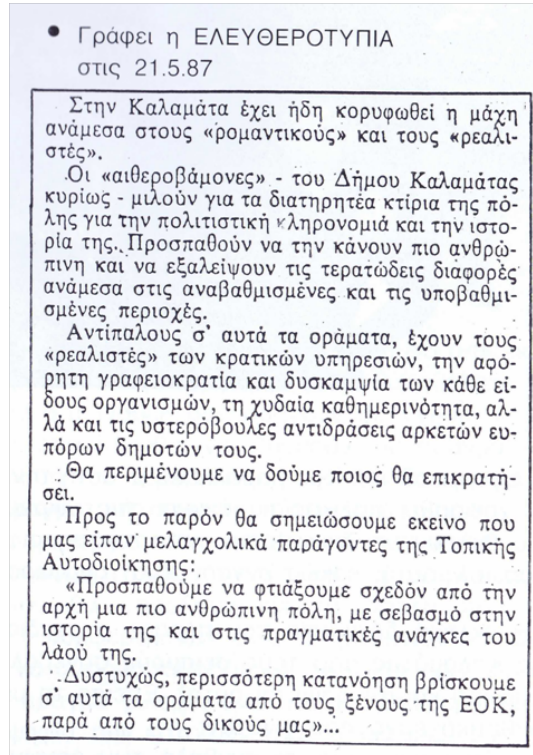 • Γράφει η ΕΛΕΥΘΕΡΟΤΥΠΙΑ
στις 21.5.87
Στην Καλαμάτα έχει ήδη κορυφωθεί η μάχη
ανάμεσα στους «ρομαντικούς» και τους «ρεαλι-
στές».
Οι «αιθεροβάμονες» - του Δήμου Καλαμάτας
κυρίως - μιλούν για τα διατηρητέα κτίρια της πό-
λης για την πολιτιστική κληρονομιά και την ιστο-
ρία της. Προσπαθούν να την κάνουν πιο ανθρώ-
πινη και να εξαλείψουν τις τερατώδεις διαφορές
ανάμεσα στις αναβαθμισμένες και τις υποβαθμι-
σμένες περιοχές.
Αντίπαλους σ' αυτά τα οράματα, έχουν τους
«ρεαλιστές» των κρατικών υπηρεσιών, την αφό-
ρητη γραφειοκρατία και δυσκαμψία των κάθε εί-
δους οργανισμών, τη χυδαία καθημερινότητα, αλ-
λά και τις υστερόβουλες αντιδράσεις αρκετών ευ-
πόρων δημοτών τους.
Θα περιμένουμε να δούμε ποιος θα επικρατή-
σει.
Προς το παρόν θα σημειώσουμε εκείνο που
μας είπαν μελαγχολικά παράγοντες της Τοπικής
Αυτοδιοίκησης:
«Προσπαθούμε να φτιάξουμε σχεδόν από την
αρχή μια πιο ανθρώπινη πόλη, με σεβασμό στην
ιστορία της και στις πραγματικές ανάγκες του
λαού της.
Δυστυχώς, περισσότερη κατανόηση βρίσκουμε
σ' αυτά τα οράματα από τους ξένους της ΕΟΚ,
παρά από τους δικούς μας»...